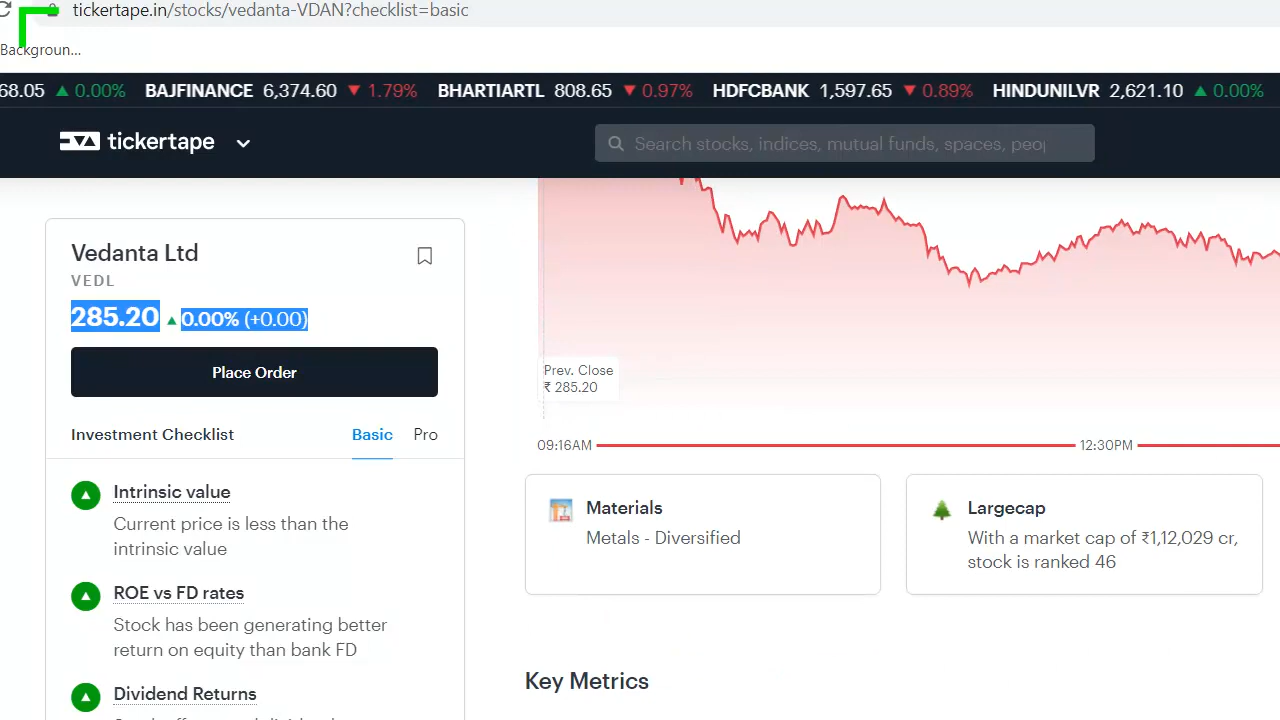 tickertape.in/stocks/vedanta-VDAN?checklist=basic
Backgroun...
68.05 ▲ 0.00% BAJFINANCE 6,374.60 ▼ 1.79% BHARTIARTL 808.65 ▼ 0.97% HDFCBANK 1,597.65 ▼ 0.89% HINDUNILVR 2,621.10 ▲ 0.00%
tickertape
Search stocks, indices, mutual funds, spaces, peop
Vedanta Ltd
VEDL
285.20 ▲ 0.00% (+0.00)
Place Order
Investment Checklist Basic Pro
Intrinsic value
Current price is less than the
intrinsic value
ROE vs FD rates
Stock has been generating better
return on equity than bank FD
Dividend Returns
Prev. Close
₹ 285.20
09:16AM 12:30PM
Materials
Metals - Diversified
Largecap
With a market cap of ₹1,12,029 cr,
stock is ranked 46
Key Metrics